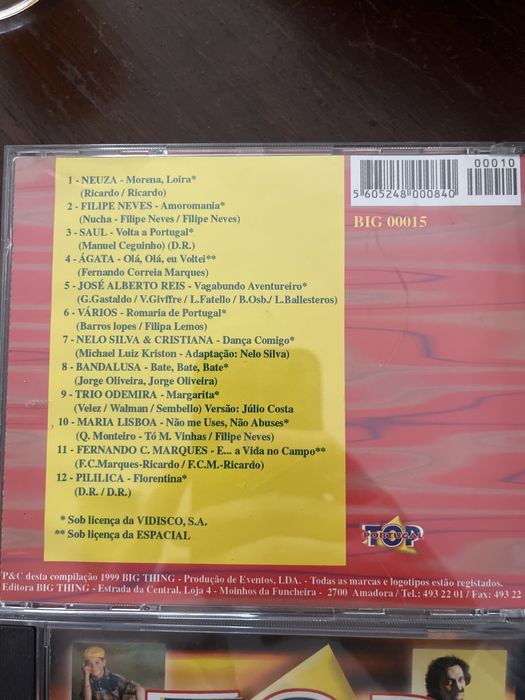 00010
5 605248 000840
BIG 00015
1 - NEUZA - Morena, Loira*
(Ricardo / Ricardo)
2 - FILIPE NEVES - Amoromania*
(Nucha - Filipe Neves / Filipe Neves)
3 - SAUL - Volta a Portugal*
(Manuel Ceguinho) (D.R.)
4 - ÁGATA - Olá, Olá, eu Voltei**
(Fernando Correia Marques)
5 - JOSÉ ALBERTO REIS - Vagabundo Aventureiro*
(G.Gastaldo / V.Givffre / L.Fatello / B.Osb./ L.Ballesteros)
6 - VÁRIOS - Romaria de Portugal*
(Barros lopes / Filipa Lemos)
7 - NELO SILVA & CRISTIANA - Dança Comigo*
(Michael Luiz Kriston - Adaptação: Nelo Silva)
8 - BANDALUSA - Bate, Bate, Bate*
(Jorge Oliveira, Jorge Oliveira)
9 - TRIO ODEMIRA - Margarita*
(Velez / Walman / Sembello) Versão: Júlio Costa
10 - MARIA LISBOA - Não me Uses, Não Abuses*
(Q. Monteiro - Tó M. Vinhas / Filipe Neves)
11 - FERNANDO C. MARQUES - E... a Vida no Campo**
(F.C.Marques-Ricardo / F.C.M.-Ricardo)
12 - PILILICA - Florentina*
(D.R. / D.R.)
* Sob licença da VIDISCO, S.A.
** Sob liçença da ESPACIAL
TOP
PORTUGAL
P&C desta compilação 1999 BIG THING - Produção de Eventos, LDA. - Todas as marcas e logotipos estão registados.
Editora BIG THING - Estrada da Central, Loja 4 - Moinhos da Funcheira - 2700 Amadora / Tel.: 493 22 01 / Fax: 493 22